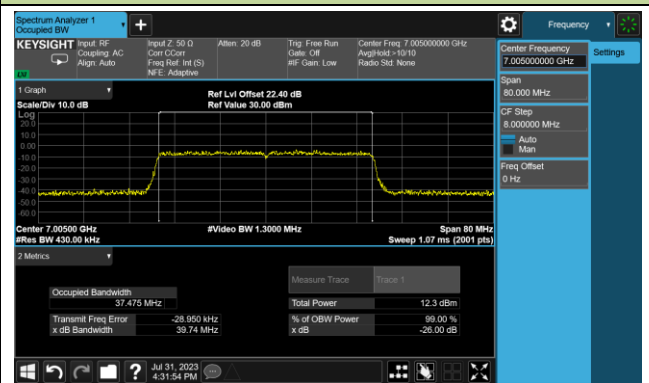 Spectrum Analyzer 1
Occupied BW
Frequency
KEYSIGHT
Input: RF
Coupling: AC
Align: Auto
Input Z: 50 Ω
Corr CCorr
Freq Ref: Int (S)
NFE: Adaptive
Atten: 20 dB
Trig: Free Run
Gate: Off
#IF Gain: Low
Center Freq: 7.005000000 GHz
Avg|Hold:>10/10
Radio Std: None
Center Frequency
7.005000000 GHz
Settings
Span
80.000 MHz
CF Step
8.000000 MHz
Auto
Man
Freq Offset
0 Hz
1 Graph
Scale/Div 10.0 dB
Ref Lvl Offset 22.40 dB
Ref Value 30.00 dBm
Log
20.0
10.0
0.00
-10.0
-20.0
-30.0
-40.0
-50.0
-60.0
Center 7.00500 GHz
#Res BW 430.00 kHz
#Video BW 1.3000 MHz
Span 80 MHz
Sweep 1.07 ms (2001 pts)
2 Metrics
Measure Trace
Trace 1
Occupied Bandwidth
37.475 MHz
Total Power
12.3 dBm
Transmit Freq Error
-28.950 kHz
% of OBW Power
99.00 %
x dB Bandwidth
39.74 MHz
x dB
-26.00 dB
Jul 31, 2023
4:31:54 PM